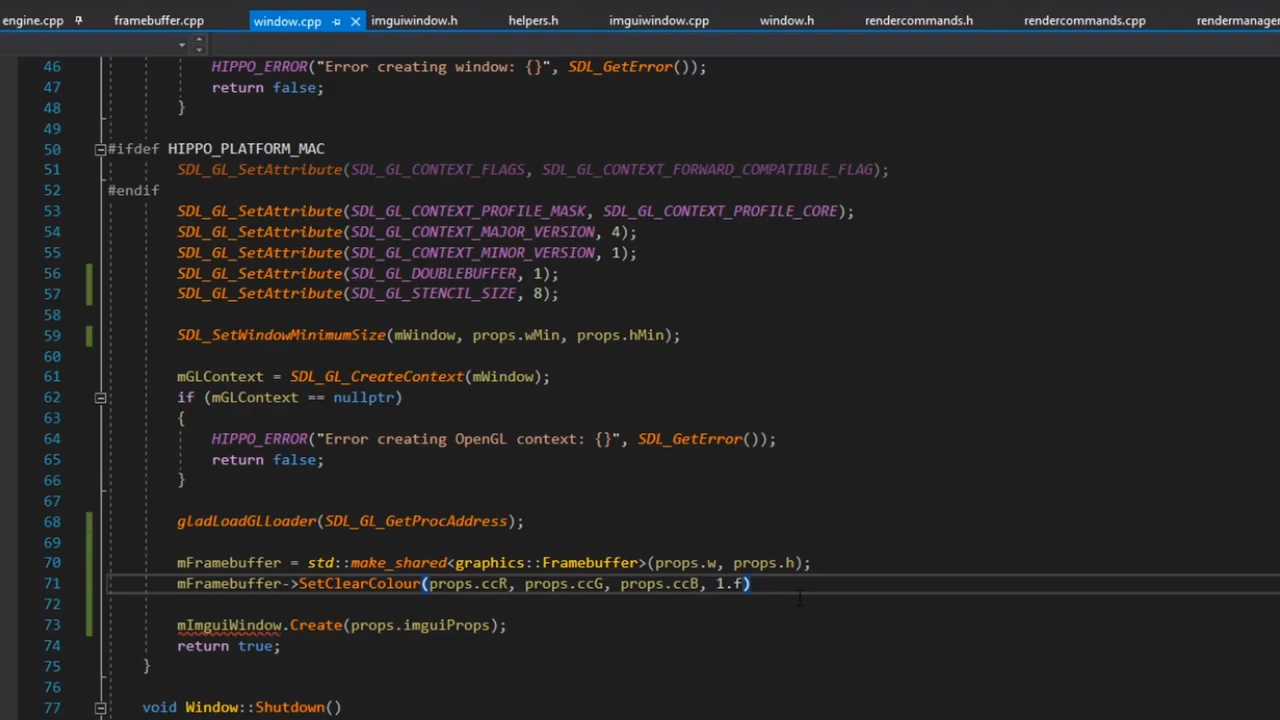 engine.cpp framebuffer.cpp window.cpp imguiwindow.h helpers.h imguiwindow.cpp window.h rendercommands.h rendercommands.cpp rendermanager
46 HIPPO_ERROR("Error creating window: {}", SDL_GetError());
47 return false;
48 }
49
50 #ifdef HIPPO_PLATFORM_MAC
51 SDL_GL_SetAttribute(SDL_GL_CONTEXT_FLAGS, SDL_GL_CONTEXT_FORWARD_COMPATIBLE_FLAG);
52 #endif
53 SDL_GL_SetAttribute(SDL_GL_CONTEXT_PROFILE_MASK, SDL_GL_CONTEXT_PROFILE_CORE);
54 SDL_GL_SetAttribute(SDL_GL_CONTEXT_MAJOR_VERSION, 4);
55 SDL_GL_SetAttribute(SDL_GL_CONTEXT_MINOR_VERSION, 1);
56 SDL_GL_SetAttribute(SDL_GL_DOUBLEBUFFER, 1);
57 SDL_GL_SetAttribute(SDL_GL_STENCIL_SIZE, 8);
58
59 SDL_SetWindowMinimumSize(mWindow, props.wMin, props.hMin);
60
61 mGLContext = SDL_GL_CreateContext(mWindow);
62 if (mGLContext == nullptr)
63 {
64 HIPPO_ERROR("Error creating OpenGL context: {}", SDL_GetError());
65 return false;
66 }
67
68 gladLoadGLLoader(SDL_GL_GetProcAddress);
69
70 mFramebuffer = std::make_shared<graphics::Framebuffer>(props.w, props.h);
71 mFramebuffer->SetClearColour(props.ccR, props.ccG, props.ccB, 1.f)
72
73 mImguiWindow.Create(props.imguiProps);
74 return true;
75 }
76
77 void Window::Shutdown()